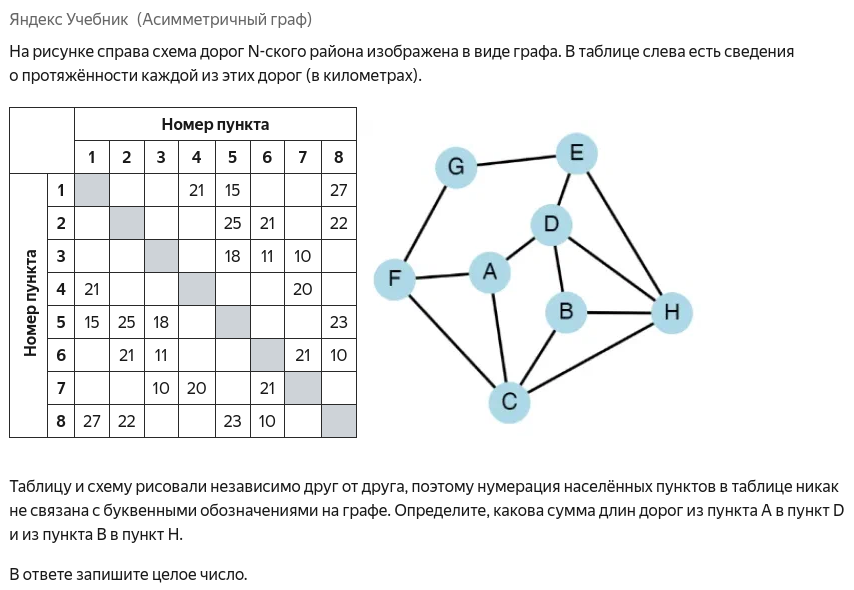 Яндекс Учебник (Асимметричный граф)
На рисунке справа схема дорог N-ского района изображена в виде графа. В таблице слева есть сведения
о протяжённости каждой из этих дорог (в километрах).
Номер пункта
1 2 3 4 5 6 7 8
Номер пункта
1 21 15 27
2 25 21 22
3 18 11 10
4 21 20
5 15 25 18 23
6 21 11 21 10
7 10 20 21
8 27 22 23 10
G
E
D
F
A
B
H
C
Таблицу и схему рисовали независимо друг от друга, поэтому нумерация населённых пунктов в таблице никак
не связана с буквенными обозначениями на графе. Определите, какова сумма длин дорог из пункта A в пункт D
и из пункта B в пункт H.
В ответе запишите целое число.